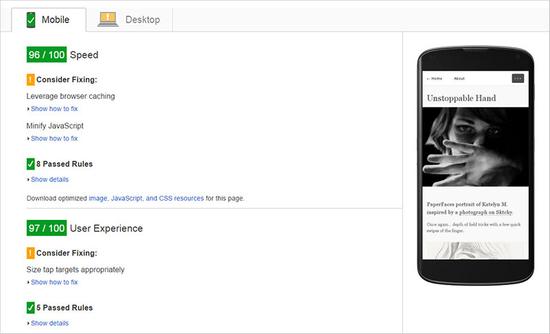 Mobile
Desktop
96 / 100 Speed
! Consider Fixing:
Leverage browser caching
Show how to fix
Minify JavaScript
Show how to fix
8 Passed Rules
Show details
Download optimized image, JavaScript, and CSS resources for this page.
97 / 100 User Experience
! Consider Fixing:
Size tap targets appropriately
Show how to fix
5 Passed Rules
Show details
← Home
About
Unstoppable Hand
PaperFaces portrait of Katelyn M.
inspired by a photograph on Sktchy.
Once again... depth of field tricks with a few quick
swipes of the finger.